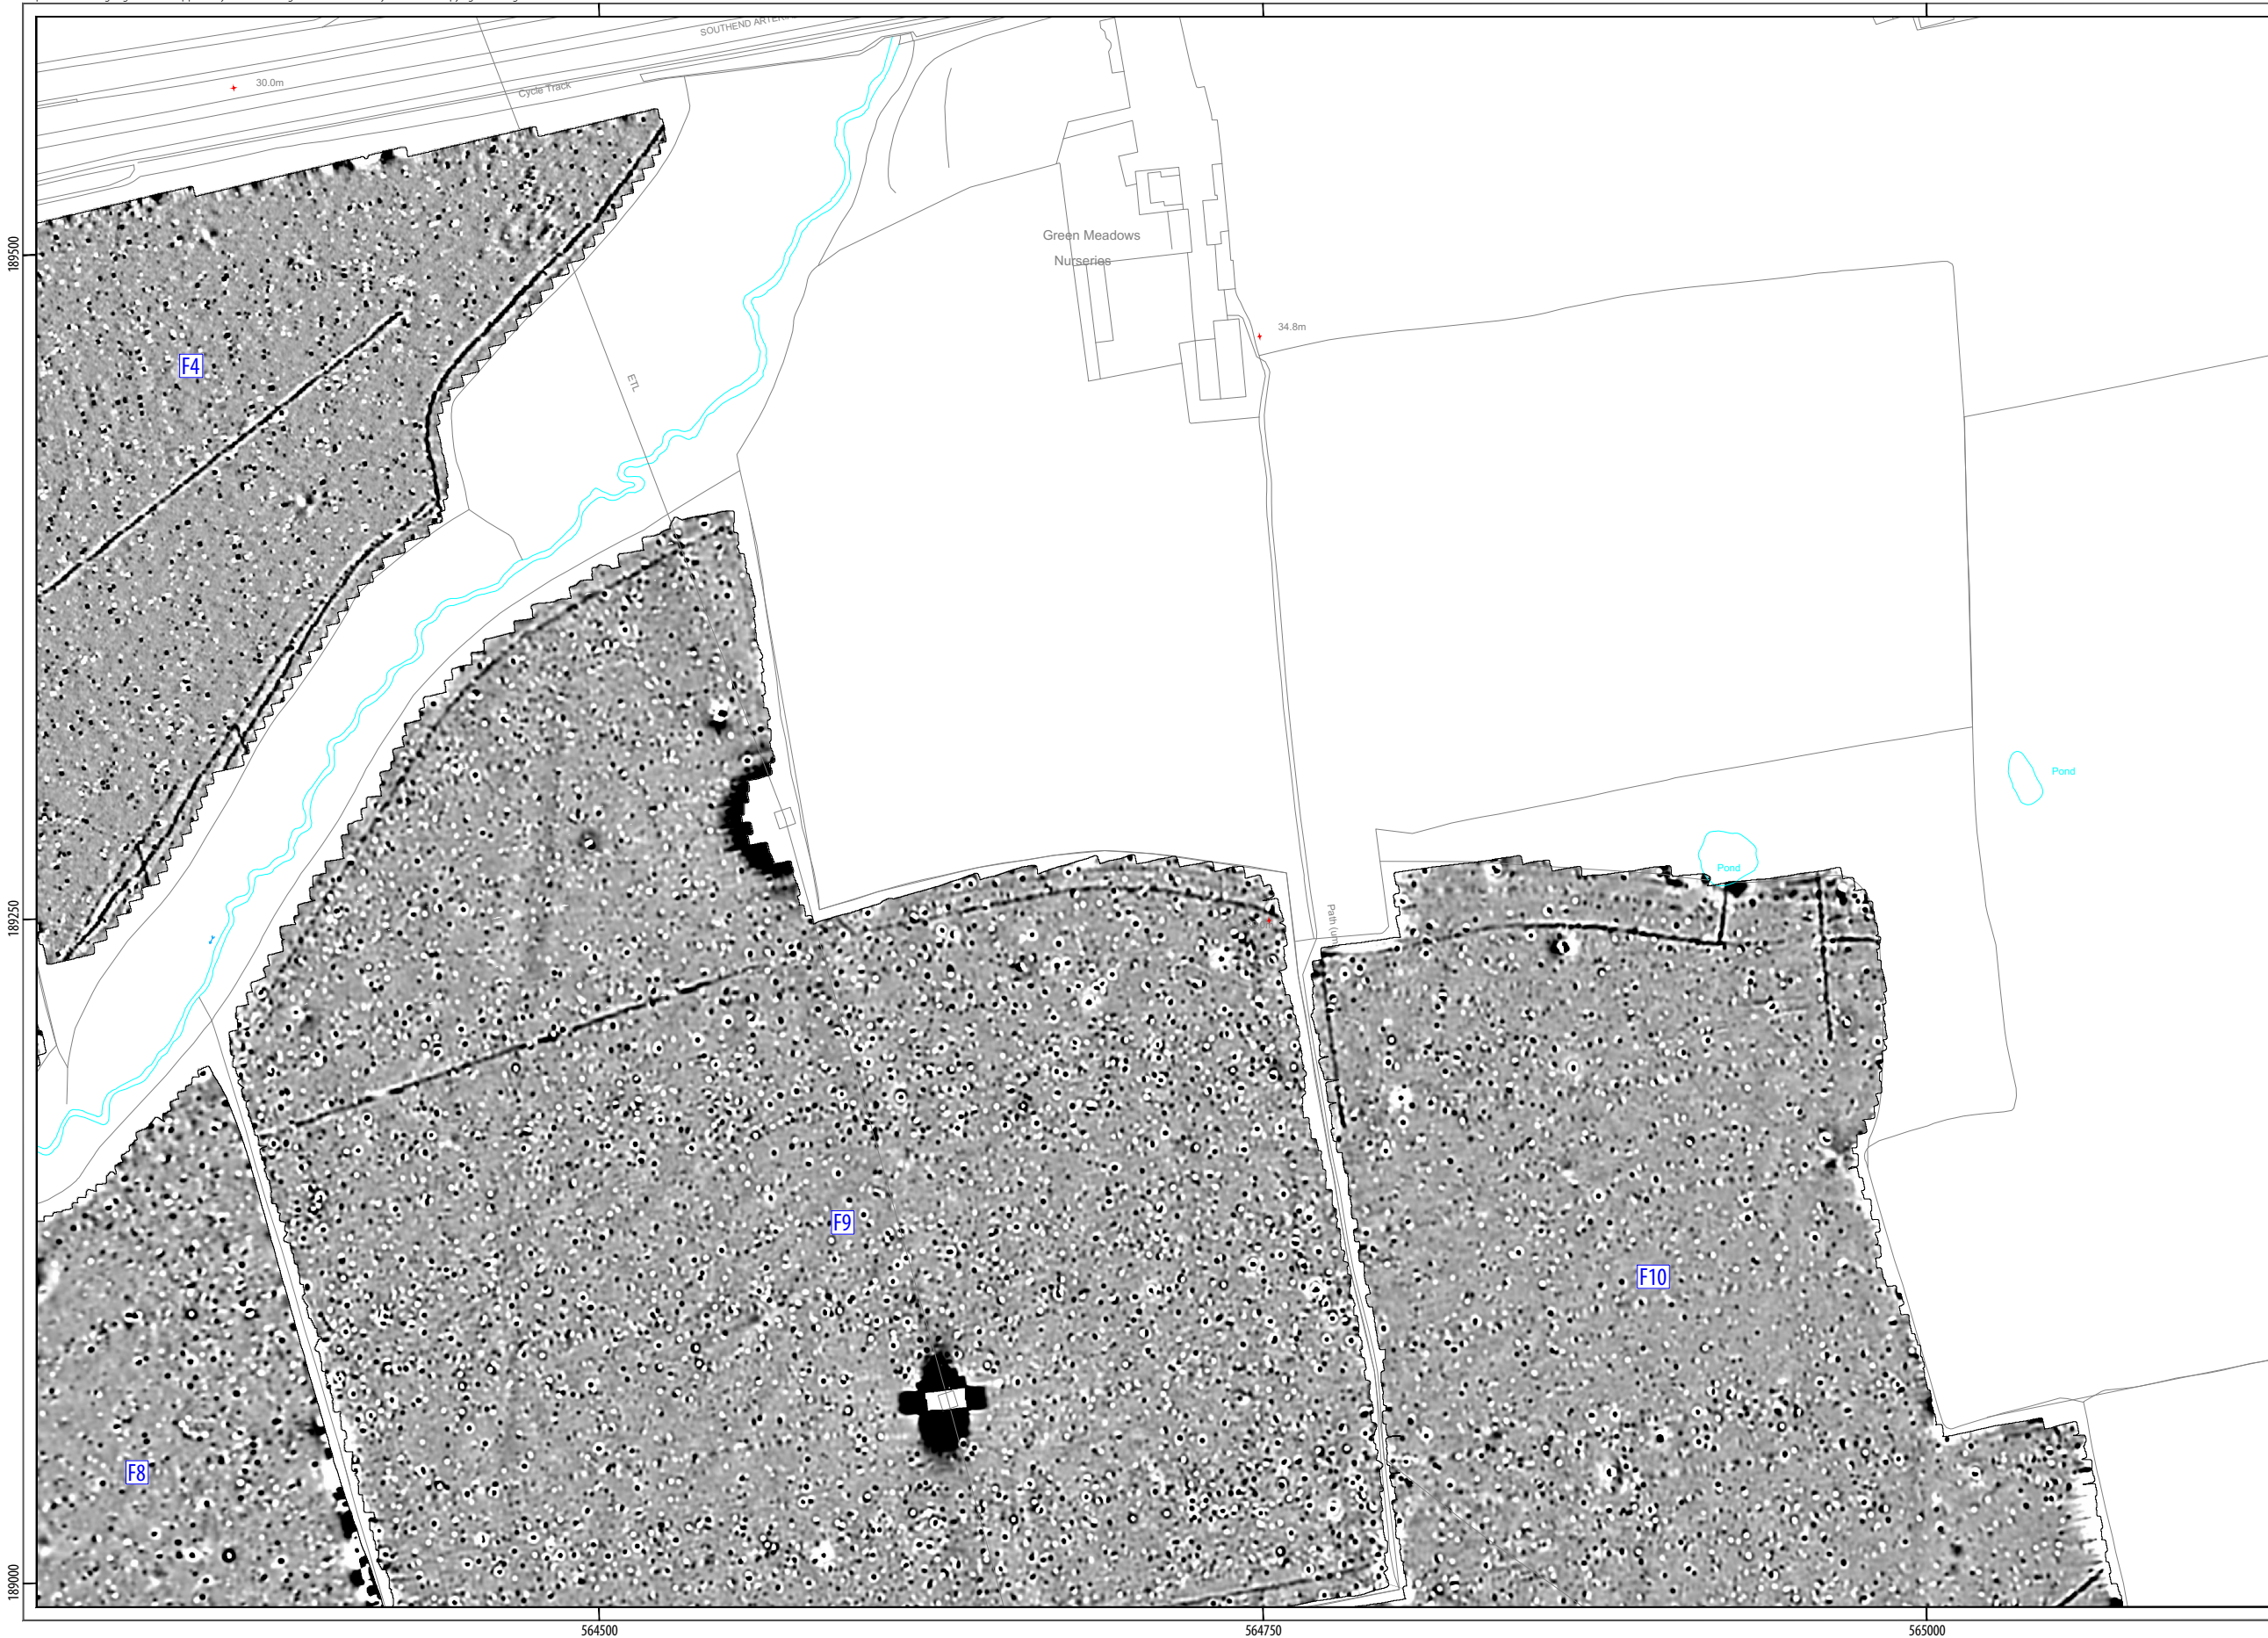 SOUTHEND ARTER
30.0m
Cycle Track
189500
Green Meadows
Nurseries
34.8m
F4
ETL
Pond
Pond
189250
Path (um
F9
F10
F8
189000
564500
564750
565000